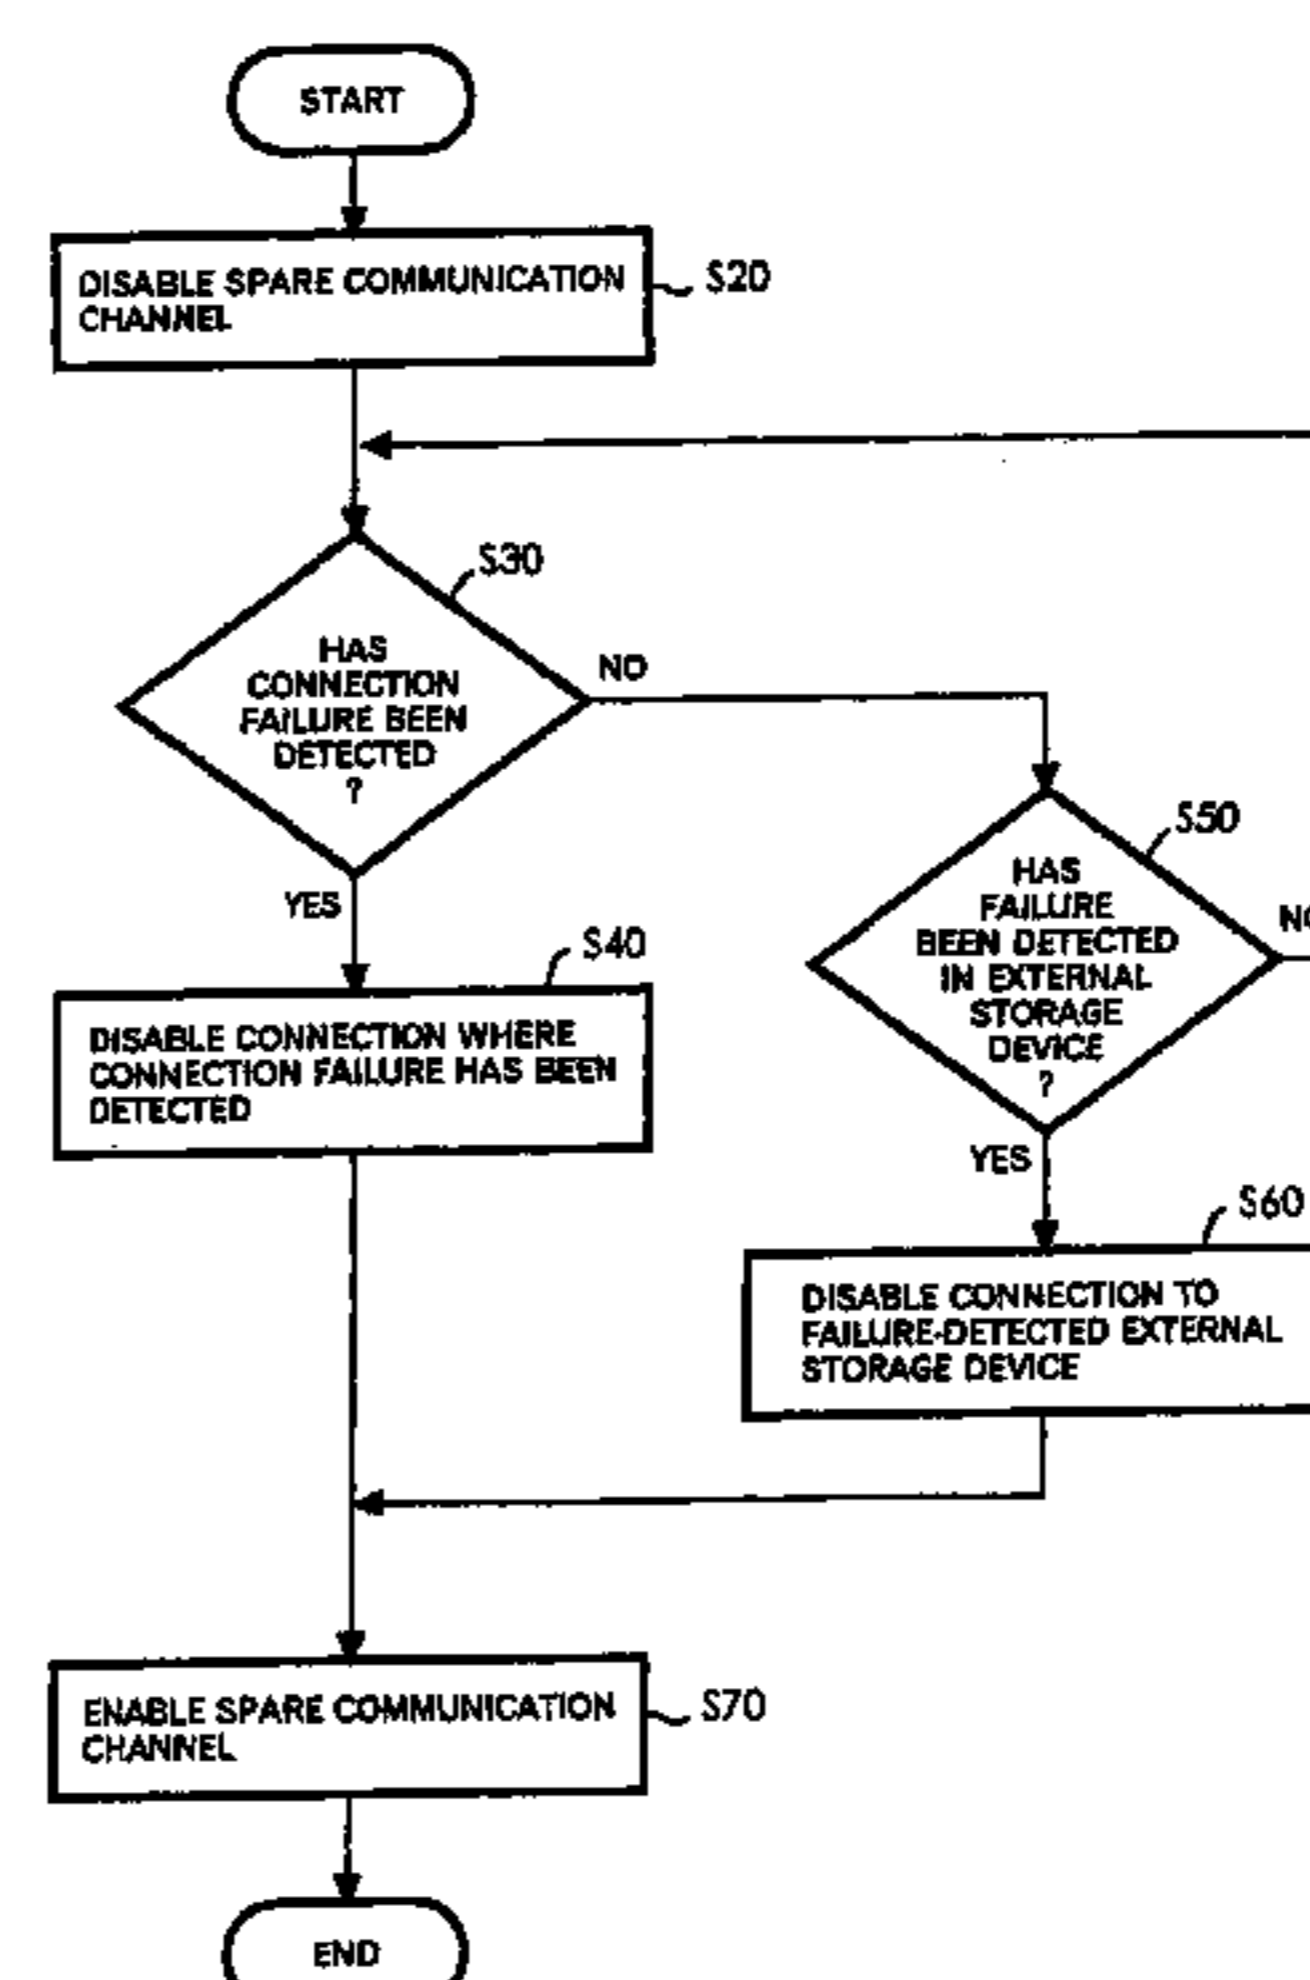 START
DISABLE SPARE COMMUNICATION
CHANNEL
S20
S30
HAS
CONNECTION
FAILURE BEEN
DETECTED
?
NO
YES
S40
DISABLE CONNECTION WHERE
CONNECTION FAILURE HAS BEEN
DETECTED
S50
HAS
FAILURE
BEEN DETECTED
IN EXTERNAL
STORAGE
DEVICE
?
NO
YES
S60
DISABLE CONNECTION TO
FAILURE-DETECTED EXTERNAL
STORAGE DEVICE
ENABLE SPARE COMMUNICATION
CHANNEL
S70
END